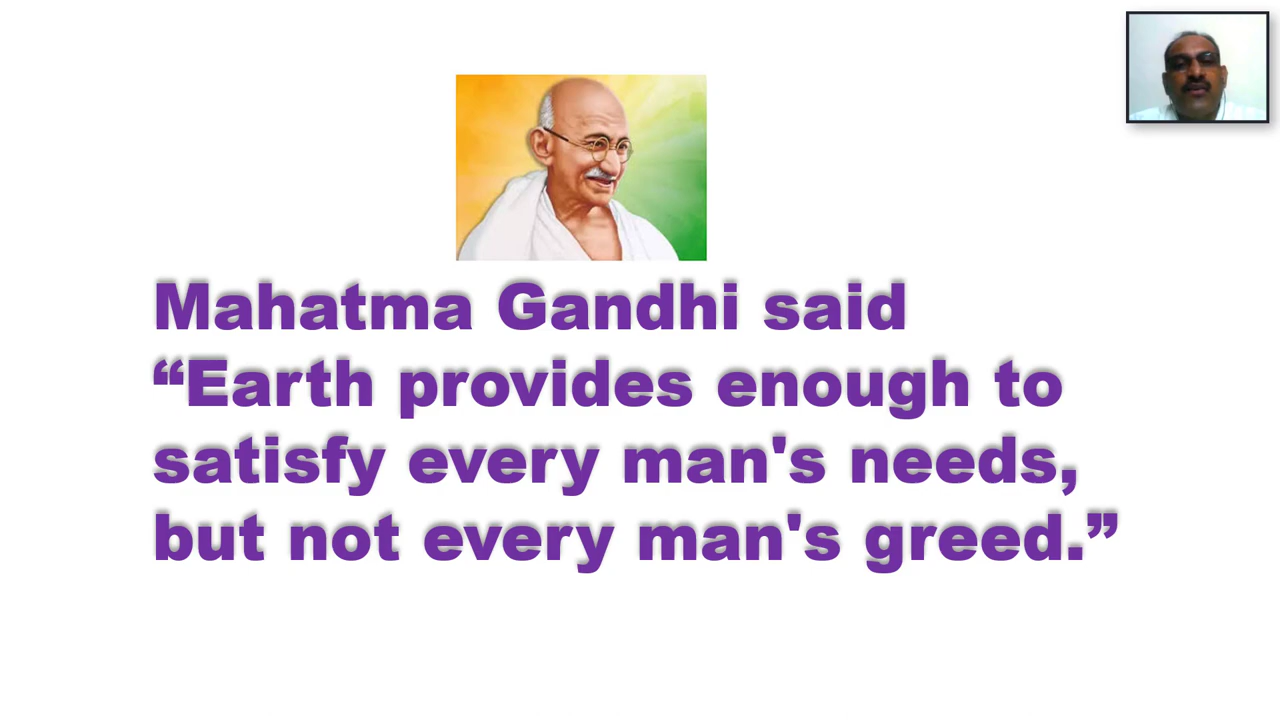 Mahatma Gandhi said
“Earth provides enough to
satisfy every man's needs,
but not every man's greed.”